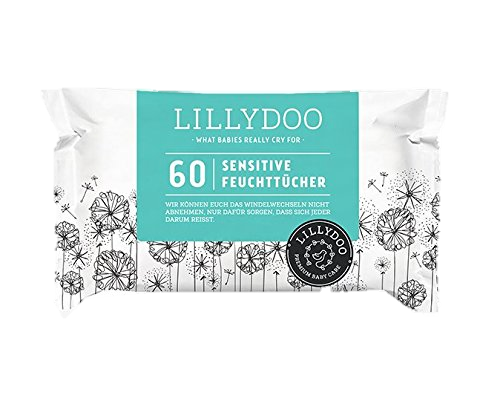 LILLYDOO
· WHAT BABIES REALLY CRY FOR ·
60 | SENSITIVE
FEUCHTTÜCHER
WIR KÖNNEN EUCH DAS WINDELWECHSELN NICHT
ABNEHMEN, NUR DAFÜR SORGEN, DASS SICH JEDER
DARUM REISST.
LILLYDOO
PREMIUM BABY CARE